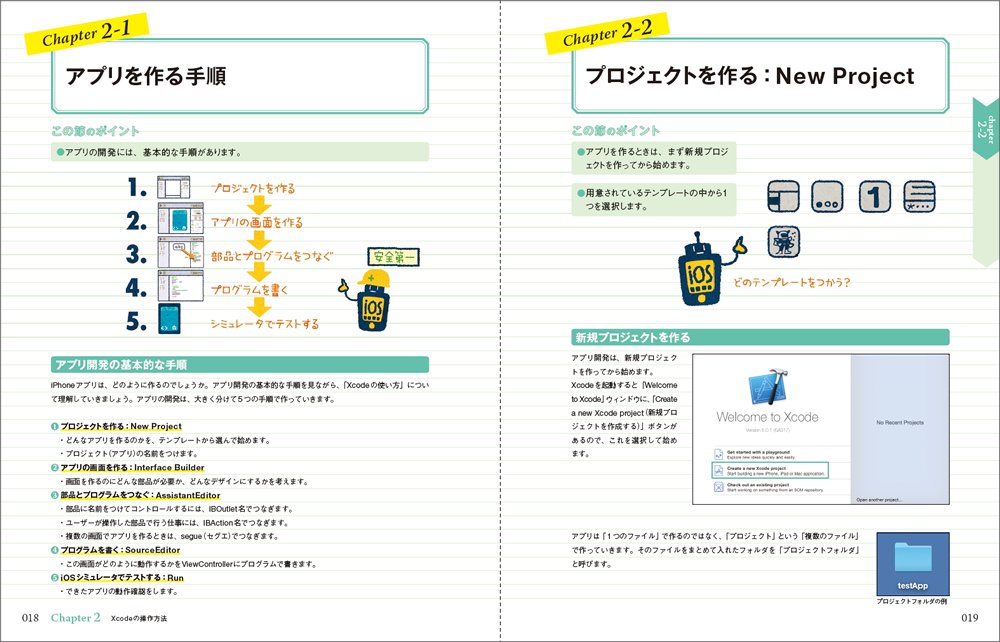 Chapter 2-1
アプリを作る手順
この節のポイント
●アプリの開発には、基本的な手順があります。
1. プロジェクトを作る
2. アプリの画面を作る
3. 部品とプログラムをつなぐ
4. プログラムを書く
5. シミュレータでテストする
安全第一
iOS
アプリ開発の基本的な手順
iPhoneアプリは、どのように作るのでしょうか。アプリ開発の基本的な手順を見ながら、「Xcodeの使い方」につい
て理解していきましょう。アプリの開発は、大きく分けて5つの手順で作っていきます。
❶プロジェクトを作る：New Project
・どんなアプリを作るのかを、テンプレートから選んで始めます。
・プロジェクト(アプリ)の名前をつけます。
❷アプリの画面を作る：Interface Builder
・画面を作るのにどんな部品が必要か、どんなデザインにするかを考えます。
❸部品とプログラムをつなぐ：AssistantEditor
・部品に名前をつけてコントロールするには、IBOutlet名でつなぎます。
・ユーザーが操作した部品で行う仕事には、IBAction名でつなぎます。
・複数の画面でアプリを作るときは、segue（セグエ）でつなぎます。
❹プログラムを書く：SourceEditor
・この画面がどのように動作するかをViewControllerにプログラムで書きます。
❺iOSシミュレータでテストする：Run
・できたアプリの動作確認をします。
018 Chapter 2 Xcodeの操作方法
Chapter 2-2
プロジェクトを作る：New Project
この節のポイント
●アプリを作るときは、まず新規プロジ
ェクトを作ってから始めます。
●用意されているテンプレートの中から1
つを選択します。
1
iOS
どのテンプレートをつかう？
chapter
2-2
新規プロジェクトを作る
アプリ開発は、新規プロジェク
トを作ってから始めます。
Xcodeを起動すると「Welcome
to Xcode」ウィンドウに、「Create
a new Xcode project（新規プロ
ジェクトを作成する）」ボタンが
あるので、これを選択して始め
ます。
Welcome to Xcode
No Recent Projects
Get started with a playground
Explore new ideas quickly and easily.
Create a new Xcode project
Start building a new iPhone, iPad or Mac application.
Check out an existing project
Start working on something from an SCM repository.
Open another project...
アプリは「1つのファイル」で作るのではなく、「プロジェクト」という「複数のファイル」
で作っていきます。そのファイルをまとめて入れたフォルダを「プロジェクトフォルダ」
と呼びます。
testApp
プロジェクトフォルダの例
019